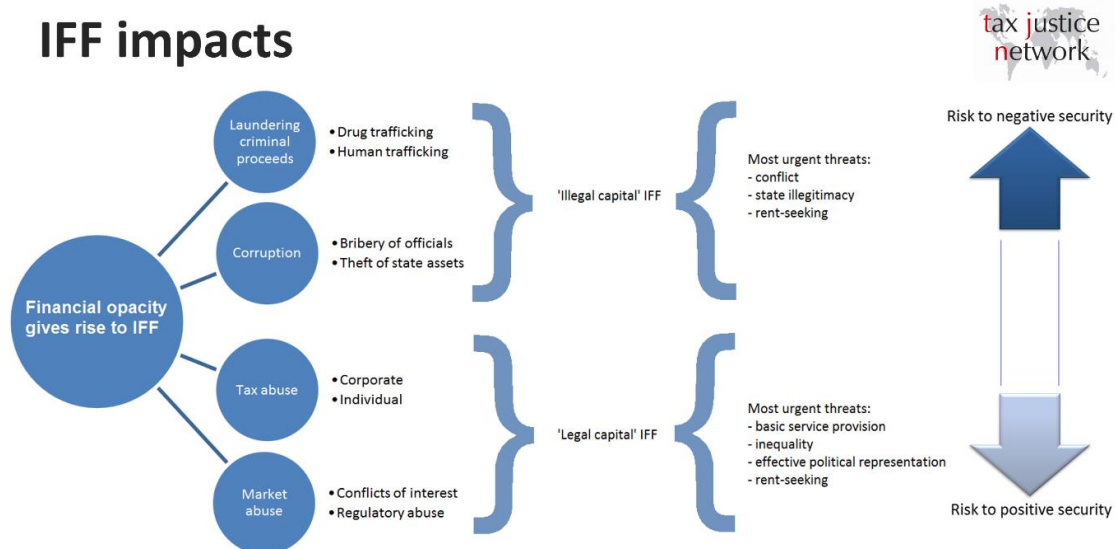 IFF impacts
tax justice
network
Laundering
criminal
proceeds
• Drug trafficking
• Human trafficking
Corruption
• Bribery of officials
• Theft of state assets
Financial opacity
gives rise to IFF
Tax abuse
• Corporate
• Individual
Market
abuse
• Conflicts of interest
• Regulatory abuse
'Illegal capital' IFF
'Legal capital' IFF
Most urgent threats:
- conflict
- state illegitimacy
- rent-seeking
Most urgent threats:
- basic service provision
- inequality
- effective political representation
- rent-seeking
Risk to negative security
Risk to positive security